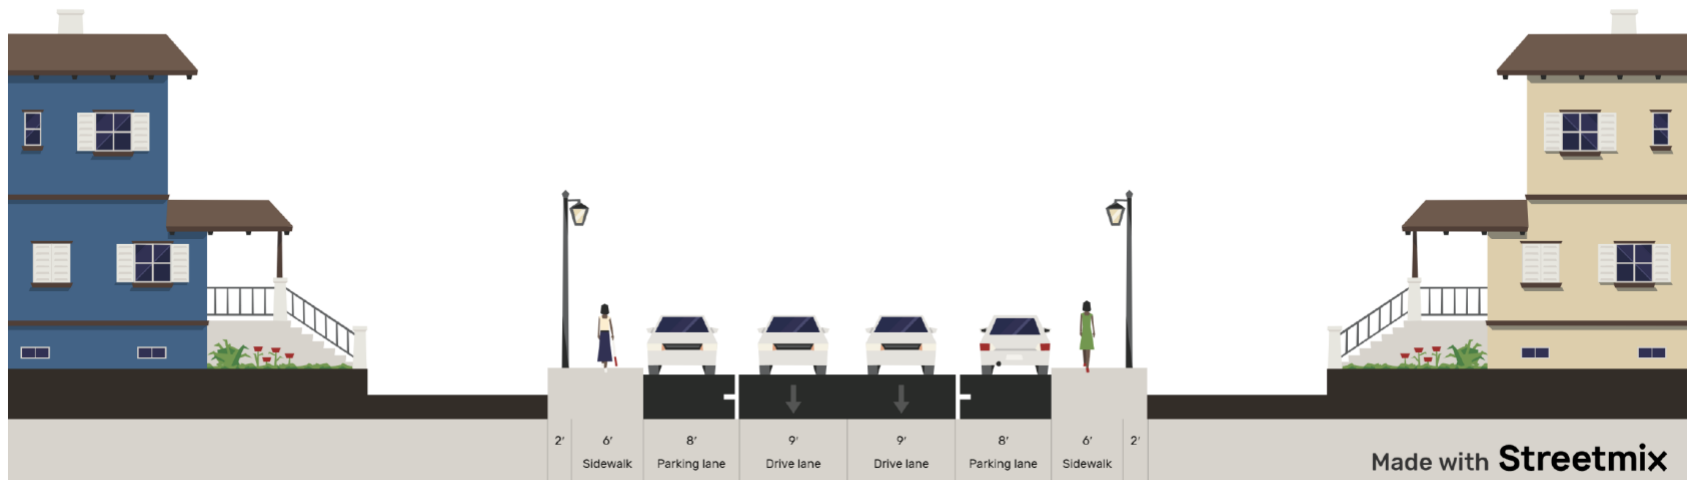 2′ 6′ 8′ 9′ 9′ 8′ 6′ 2′
Sidewalk Parking lane Drive lane Drive lane Parking lane Sidewalk
Made with Streetmix